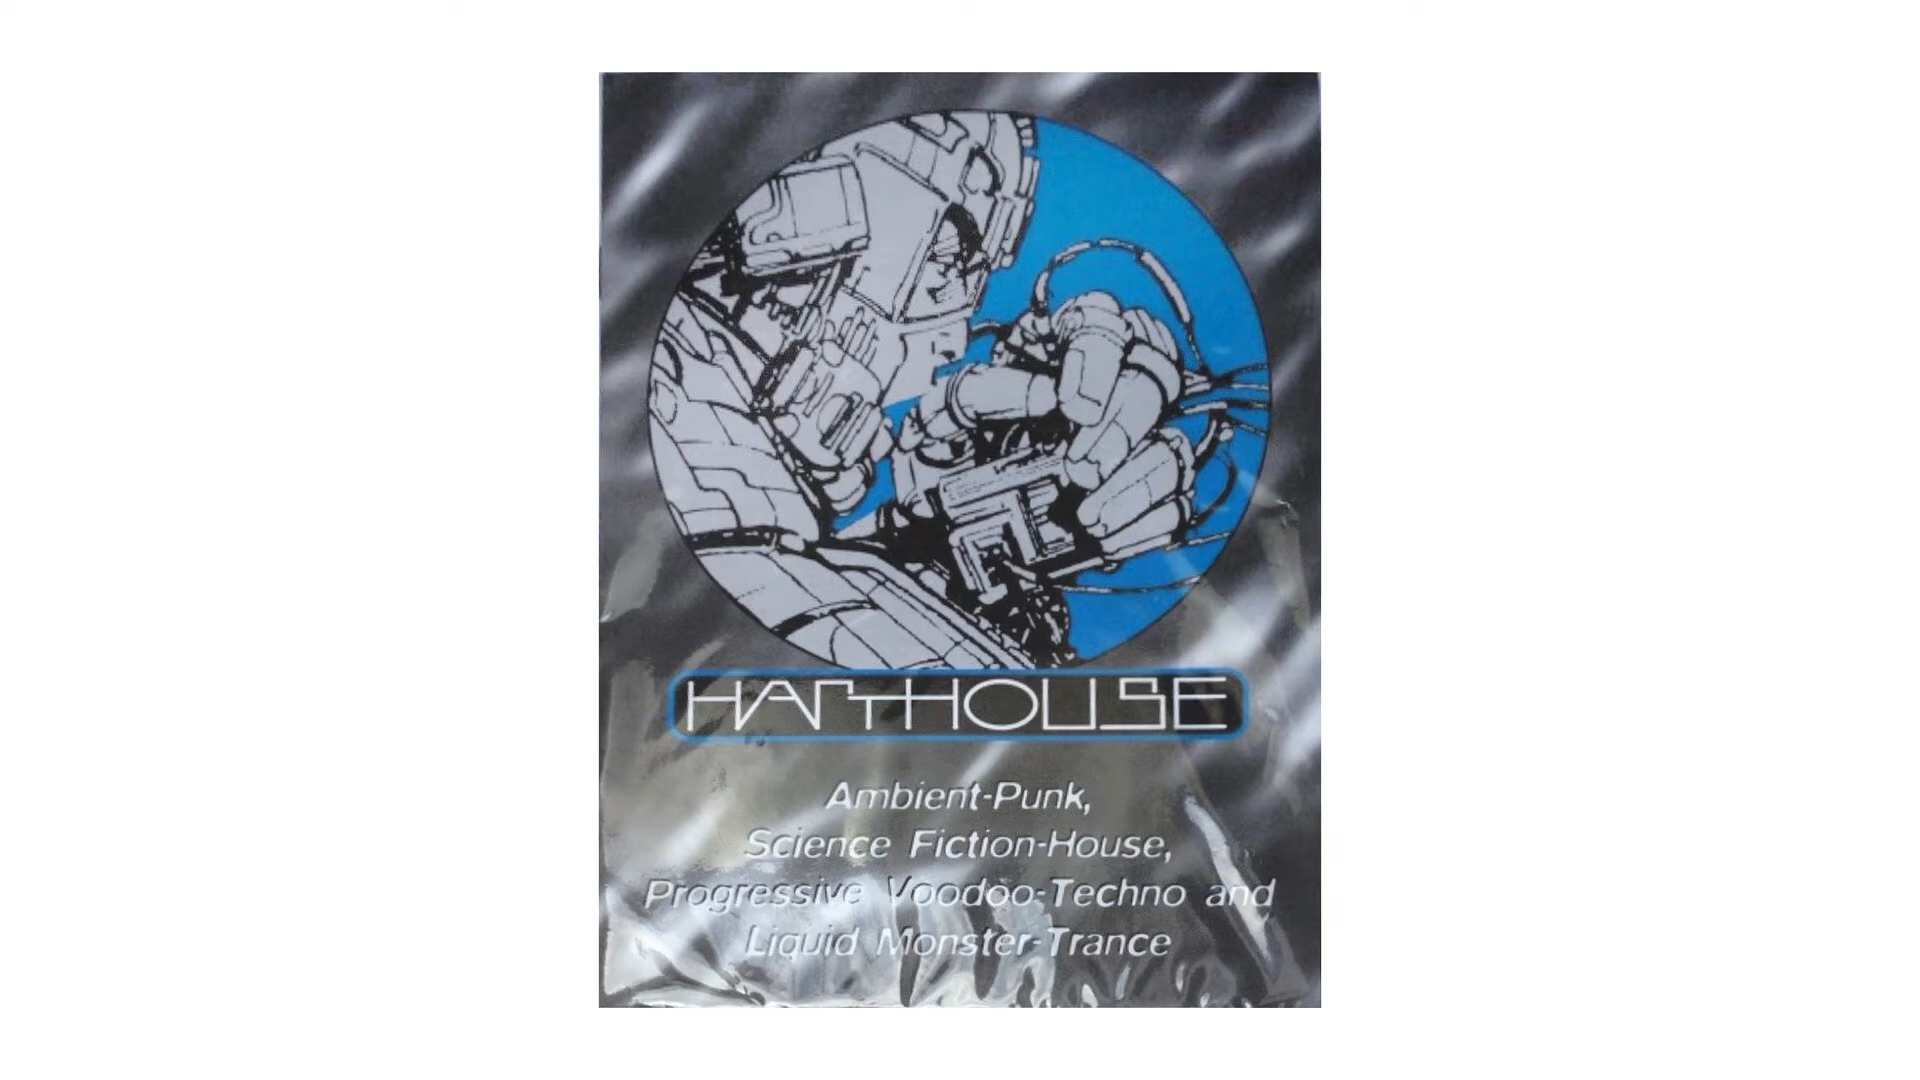 HARTHOUSE
Ambient-Punk,
Science Fiction-House,
Progressive Voodoo-Techno and
Liquid Monster-Trance